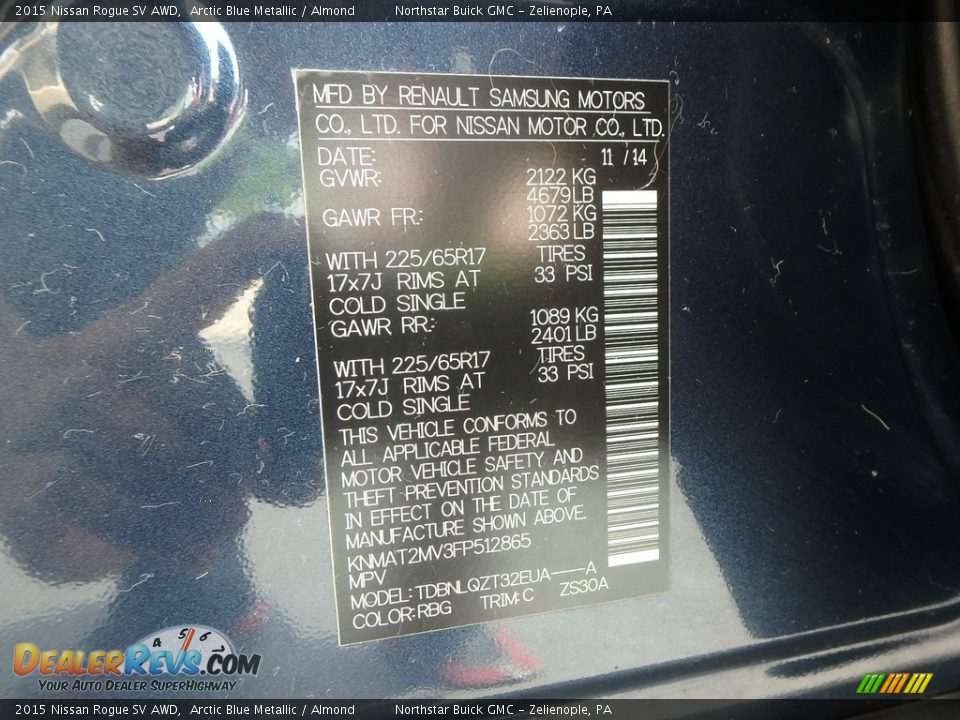 2015 Nissan Rogue SV AWD, Arctic Blue Metallic / Almond Northstar Buick GMC - Zelienople, PA
MFD BY RENAULT SAMSUNG MOTORS
CO., LTD. FOR NISSAN MOTOR CO., LTD.
DATE: 11 / 14
GVWR: 2122 KG
4679 LB
GAWR FR: 1072 KG
2363 LB
WITH 225/65R17 TIRES
17x7J RIMS AT 33 PSI
COLD SINGLE
GAWR RR: 1089 KG
2401 LB
WITH 225/65R17 TIRES
17x7J RIMS AT 33 PSI
COLD SINGLE
THIS VEHICLE CONFORMS TO
ALL APPLICABLE FEDERAL
MOTOR VEHICLE SAFETY AND
THEFT PREVENTION STANDARDS
IN EFFECT ON THE DATE OF
MANUFACTURE SHOWN ABOVE.
KNMAT2MV3FP512865
MPV
MODEL: TDBNLQZT32EUA----A
COLOR: RBG TRIM: C ZS30A
4 5 6
DEALERREVS.COM
YOUR AUTO DEALER SUPERHIGHWAY
2015 Nissan Rogue SV AWD, Arctic Blue Metallic / Almond Northstar Buick GMC - Zelienople, PA